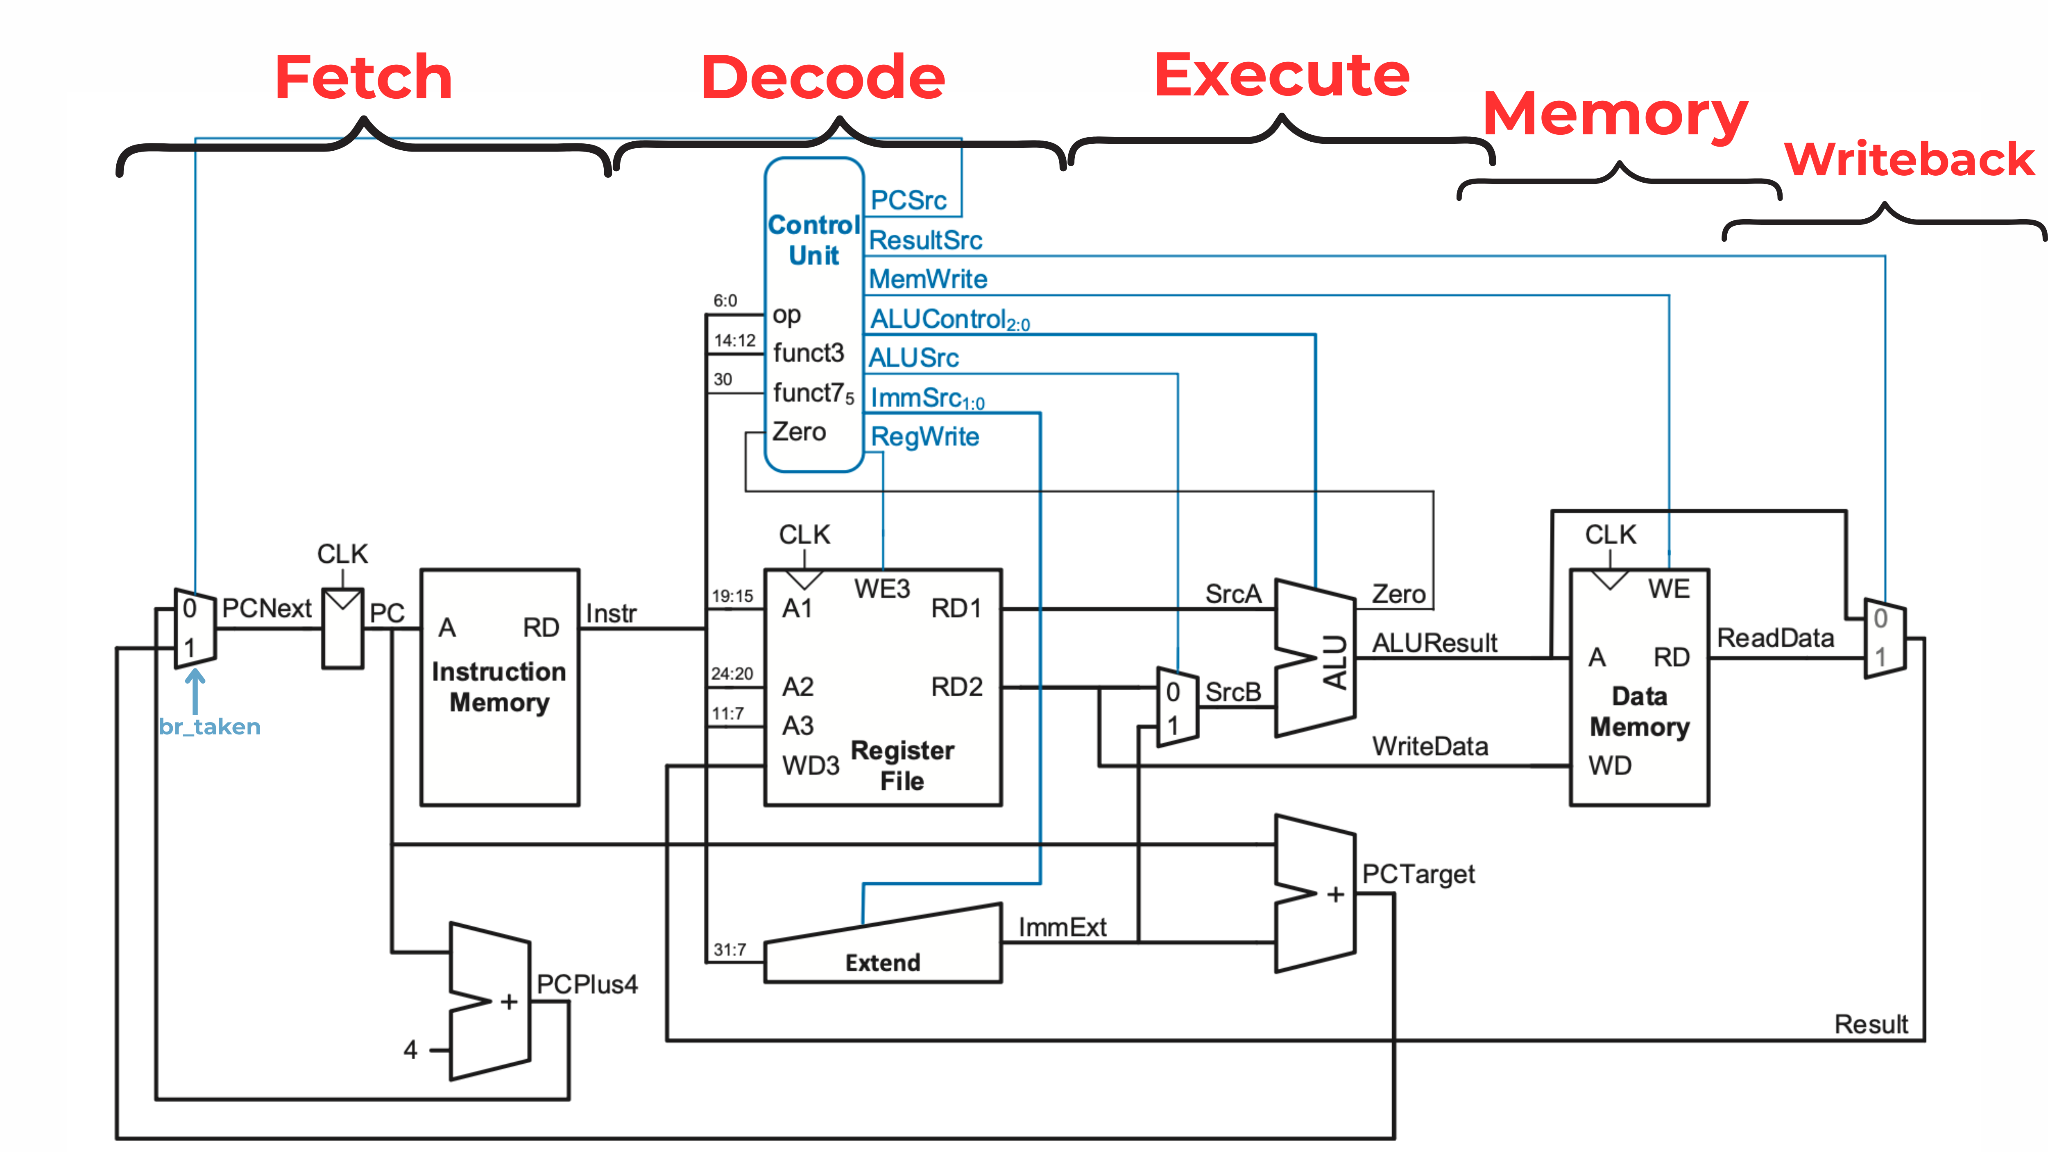 Fetch
Decode
Execute
Memory
Writeback
PCSrc
Control
Unit
ResultSrc
MemWrite
6:0
op
ALUControl2:0
14:12
funct3
ALUSrc
30
funct75
ImmSrc1:0
Zero
RegWrite
CLK
CLK
CLK
WE3
WE
0
PCNext
PC
19:15
A1
RD1
SrcA
Zero
0
1
A
RD
Instr
ALU
ALUResult
A
RD
ReadData
1
Instruction
Memory
24:20
A2
RD2
0
SrcB
Data
Memory
br_taken
11:7
A3
1
WD3
Register
File
WriteData
WD
PCTarget
+
ImmExt
31:7
Extend
PCPlus4
+
4
Result